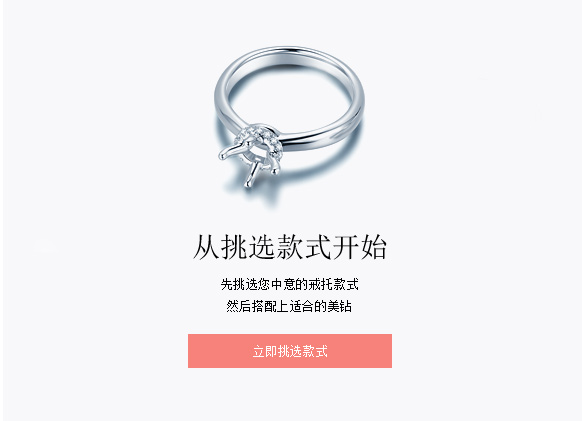 从挑选款式开始
先挑选您中意的戒托款式
然后搭配上适合的美钻
立即挑选款式